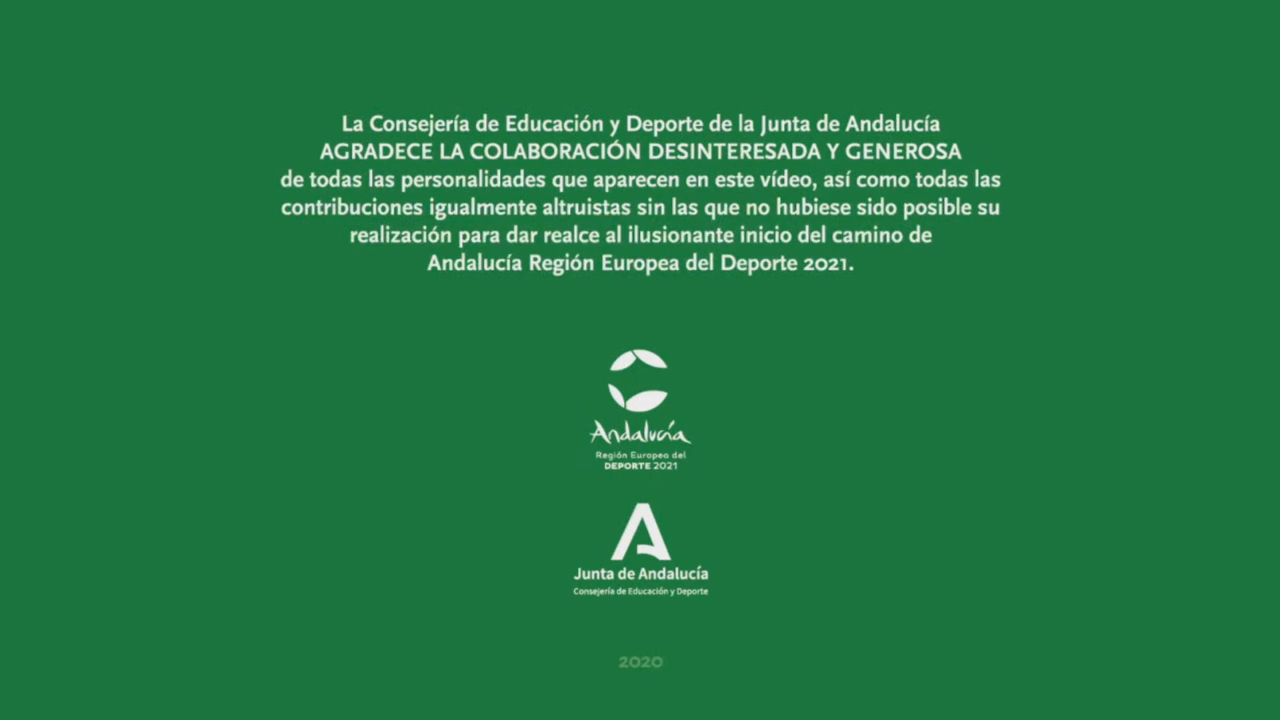 La Consejería de Educación y Deporte de la Junta de Andalucía
AGRADECE LA COLABORACIÓN DESINTERESADA Y GENEROSA
de todas las personalidades que aparecen en este vídeo, así como todas las
contribuciones igualmente altruistas sin las que no hubiese sido posible su
realización para dar realce al ilusionante inicio del camino de
Andalucía Región Europea del Deporte 2021.
Andalucía
Región Europea del
DEPORTE 2021
Junta de Andalucía
Consejería de Educación y Deporte
2020